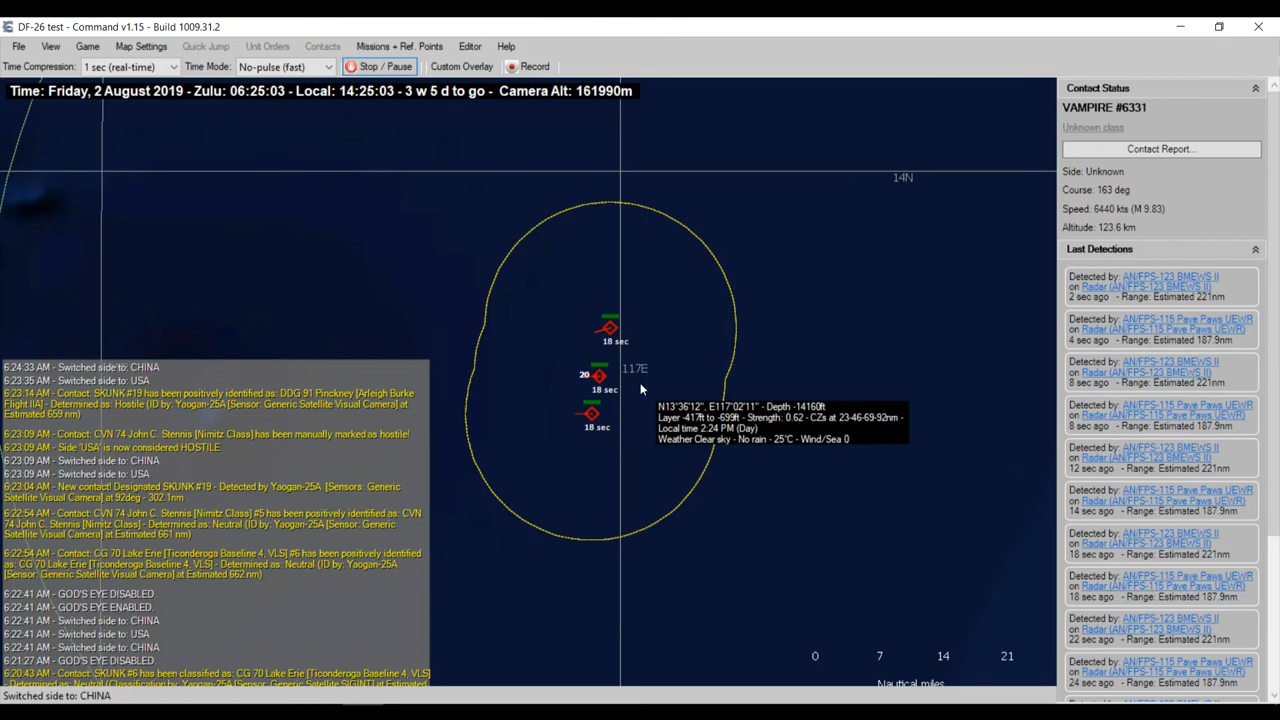 DF-26 test - Command v1.15 - Build 1009.31.2
File View Game Map Settings Quick Jump Unit Orders Contacts Missions + Ref. Points Editor Help
Time Compression: 1 sec (real-time) Time Mode: No-pulse (fast) Stop / Pause Custom Overlay Record
Time: Friday, 2 August 2019 - Zulu: 06:25:03 - Local: 14:25:03 - 3 w 5 d to go - Camera Alt: 161990m
14N
18 sec
117E
20
18 sec
18 sec
N13°36'12", E117°02'11" - Depth -14160ft
Layer -417ft to -699ft - Strength: 0.62 - CZs at 23-46-69-92nm -
Local time 2:24 PM (Day)
Weather Clear sky - No rain - 25°C - Wind/Sea 0
6:24:33 AM - Switched side to: CHINA
6:23:35 AM - Switched side to: USA
6:23:14 AM - Contact: SKUNK #19 has been positively identified as: DDG 91 Pinckney [Arleigh Burke
Flight IIA] - Determined as: Hostile (ID by Yaogan-25A [Sensor: Generic Satellite Visual Camera] at
Estimated 659 nm)
6:23:09 AM - Contact: CVN 74 John C. Stennis [Nimitz Class] has been manually marked as hostile!
6:23:09 AM - Side 'USA' is now considered HOSTILE
6:23:09 AM - Switched side to: CHINA
6:23:09 AM - Switched side to: USA
6:23:04 AM - New contact! Designated SKUNK #19 - Detected by Yaogan-25A [Sensors: Generic
Satellite Visual Camera] at 92deg - 302.1nm
6:22:54 AM - Contact: CVN 74 John C. Stennis [Nimitz Class] #5 has been positively identified as: CVN
74 John C. Stennis [Nimitz Class] - Determined as: Neutral (ID by: Yaogan-25A [Sensor: Generic
Satellite Visual Camera] at Estimated 661 nm)
6:22:54 AM - Contact: CG 70 Lake Erie [Ticonderoga Baseline 4, VLS] #6 has been positively identified
as: CG 70 Lake Erie [Ticonderoga Baseline 4, VLS] - Determined as: Neutral (ID by: Yaogan-25A
[Sensor: Generic Satellite Visual Camera] at Estimated 662 nm)
6:22:41 AM - GOD'S EYE DISABLED.
6:22:41 AM - GOD'S EYE ENABLED.
6:22:41 AM - Switched side to: CHINA
6:22:41 AM - Switched side to: USA
6:22:41 AM - Switched side to: CHINA
6:21:27 AM - GOD'S EYE DISABLED
6:20:43 AM - Contact: SKUNK #6 has been classified as: CG 70 Lake Erie [Ticonderoga Baseline 4, VLS]
- Determined as: Neutral (Classification by: Yaogan-25A [Sensor: Generic Satellite SIGINT] at Estimated
Switched side to: CHINA
0 7 14 21
Nautical miles
Contact Status
VAMPIRE #6331
Unknown class
Contact Report...
Side: Unknown
Course: 163 deg
Speed: 6440 kts (M 9.83)
Altitude: 123.6 km
Last Detections
Detected by: AN/FPS-123 BMEWS II
on Radar (AN/FPS-123 BMEWS II)
2 sec ago - Range: Estimated 221nm
Detected by: AN/FPS-115 Pave Paws UEWR
on Radar (AN/FPS-115 Pave Paws UEWR)
4 sec ago - Range: Estimated 187.9nm
Detected by: AN/FPS-123 BMEWS II
on Radar (AN/FPS-123 BMEWS II)
8 sec ago - Range: Estimated 221nm
Detected by: AN/FPS-115 Pave Paws UEWR
on Radar (AN/FPS-115 Pave Paws UEWR)
8 sec ago - Range: Estimated 187.9nm
Detected by: AN/FPS-123 BMEWS II
on Radar (AN/FPS-123 BMEWS II)
12 sec ago - Range: Estimated 221nm
Detected by: AN/FPS-115 Pave Paws UEWR
on Radar (AN/FPS-115 Pave Paws UEWR)
14 sec ago - Range: Estimated 187.9nm
Detected by: AN/FPS-123 BMEWS II
on Radar (AN/FPS-123 BMEWS II)
18 sec ago - Range: Estimated 221nm
Detected by: AN/FPS-115 Pave Paws UEWR
on Radar (AN/FPS-115 Pave Paws UEWR)
18 sec ago - Range: Estimated 187.9nm
Detected by: AN/FPS-123 BMEWS II
on Radar (AN/FPS-123 BMEWS II)
22 sec ago - Range: Estimated 221nm
Detected by: AN/FPS-115 Pave Paws UEWR
on Radar (AN/FPS-115 Pave Paws UEWR)
24 sec ago - Range: Estimated 187.9nm
Detected by: AN/FPS-123 BMEWS II